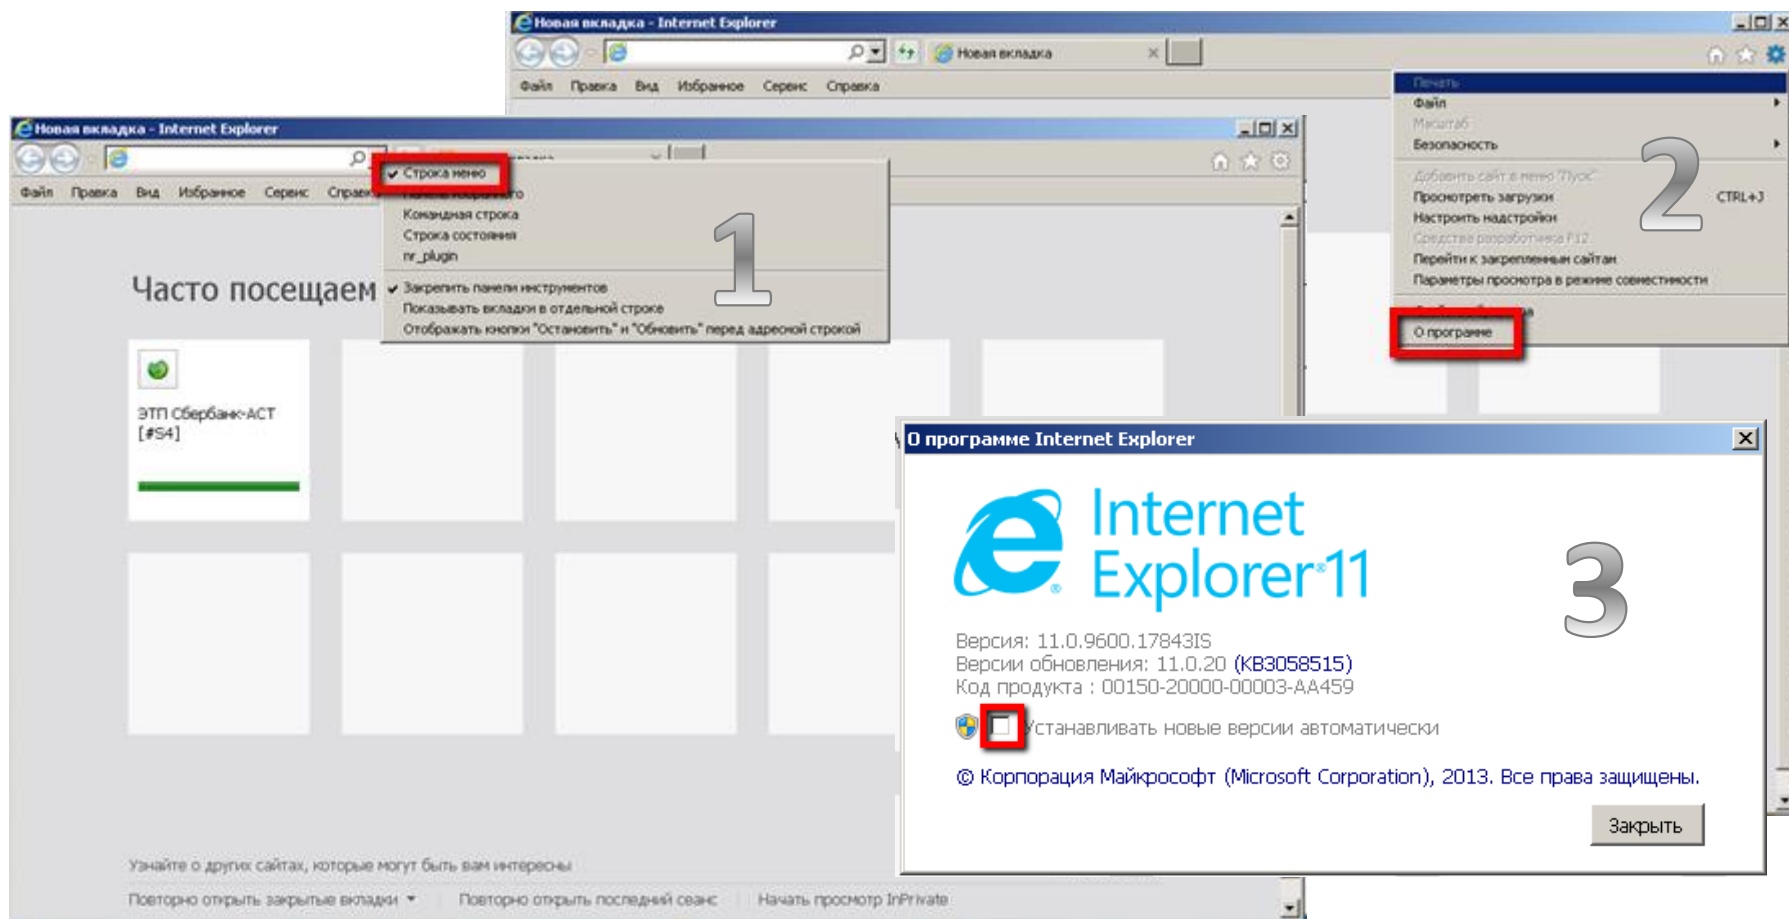 Новая вкладка - Internet Explorer
Новая вкладка
Файл Правка Вид Избранное Сервис Справка
Печать
Файл
Масштаб
Безопасность
Добавить сайт в меню "Пуск"
Просмотреть загрузки CTRL+J
Настроить надстройки
Средства разработчика F12
Перейти к закрепленным сайтам
Параметры просмотра в режиме совместимости
О программе
2
Новая вкладка - Internet Explorer
Файл Правка Вид Избранное Сервис
Строка меню
Командная строка
Строка состояния
nr_plugin
Закрепить панели инструментов
Показывать вкладки в отдельной строке
Отображать кнопки "Остановить" и "Обновить" перед адресной строкой
1
Часто посещаем
ЭТП Сбербанк-АСТ
[#S4]
Узнайте о других сайтах, которые могут быть вам интересны
Повторно открыть закрытые вкладки Повторно открыть последний сеанс Начать просмотр InPrivate
О программе Internet Explorer
Internet
Explorer®11
3
Версия: 11.0.9600.17843IS
Версии обновления: 11.0.20 (KB3058515)
Код продукта : 00150-20000-00003-AA459
Устанавливать новые версии автоматически
© Корпорация Майкрософт (Microsoft Corporation), 2013. Все права защищены.
Закрыть